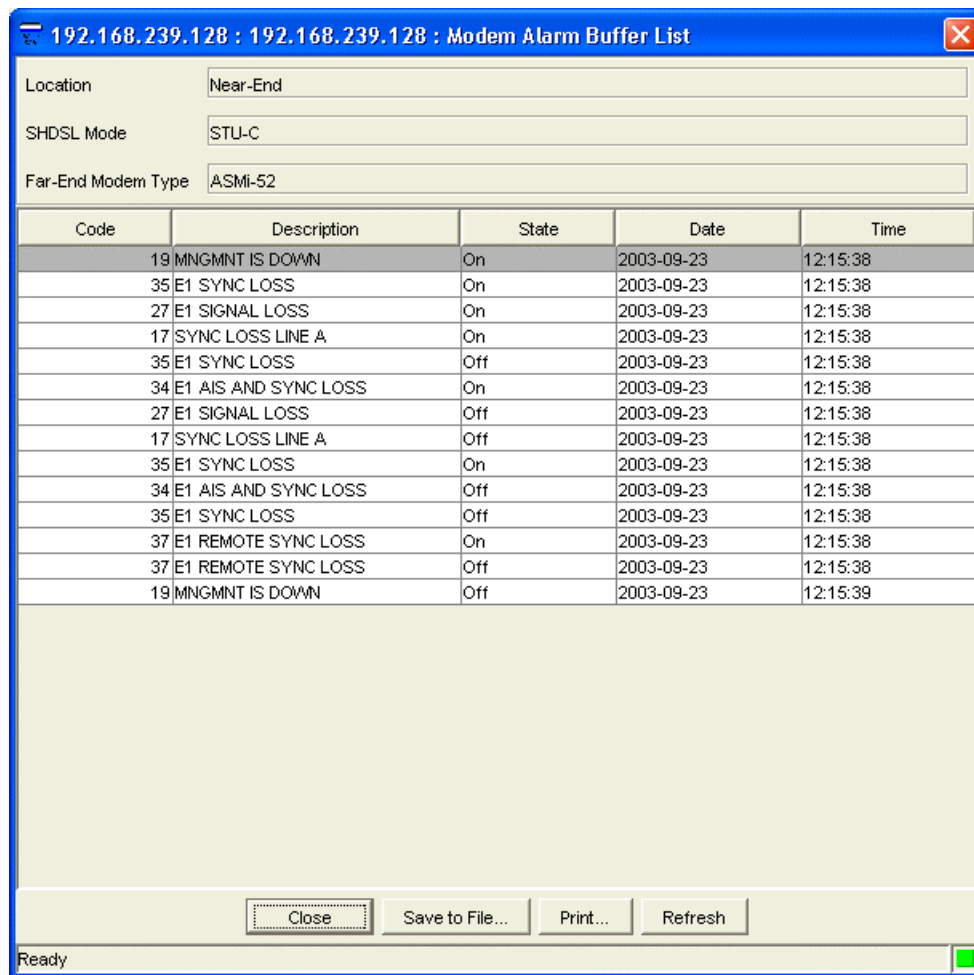 192.168.239.128 : 192.168.239.128 : Modem Alarm Buffer List
Location Near-End
SHDSL Mode STU-C
Far-End Modem Type ASMi-52
Code Description State Date Time
19 MNGMNT IS DOWN On 2003-09-23 12:15:38
35 E1 SYNC LOSS On 2003-09-23 12:15:38
27 E1 SIGNAL LOSS On 2003-09-23 12:15:38
17 SYNC LOSS LINE A On 2003-09-23 12:15:38
35 E1 SYNC LOSS Off 2003-09-23 12:15:38
34 E1 AIS AND SYNC LOSS On 2003-09-23 12:15:38
27 E1 SIGNAL LOSS Off 2003-09-23 12:15:38
17 SYNC LOSS LINE A Off 2003-09-23 12:15:38
35 E1 SYNC LOSS On 2003-09-23 12:15:38
34 E1 AIS AND SYNC LOSS Off 2003-09-23 12:15:38
35 E1 SYNC LOSS Off 2003-09-23 12:15:38
37 E1 REMOTE SYNC LOSS On 2003-09-23 12:15:38
37 E1 REMOTE SYNC LOSS Off 2003-09-23 12:15:38
19 MNGMNT IS DOWN Off 2003-09-23 12:15:39
Close Save to File... Print... Refresh
Ready